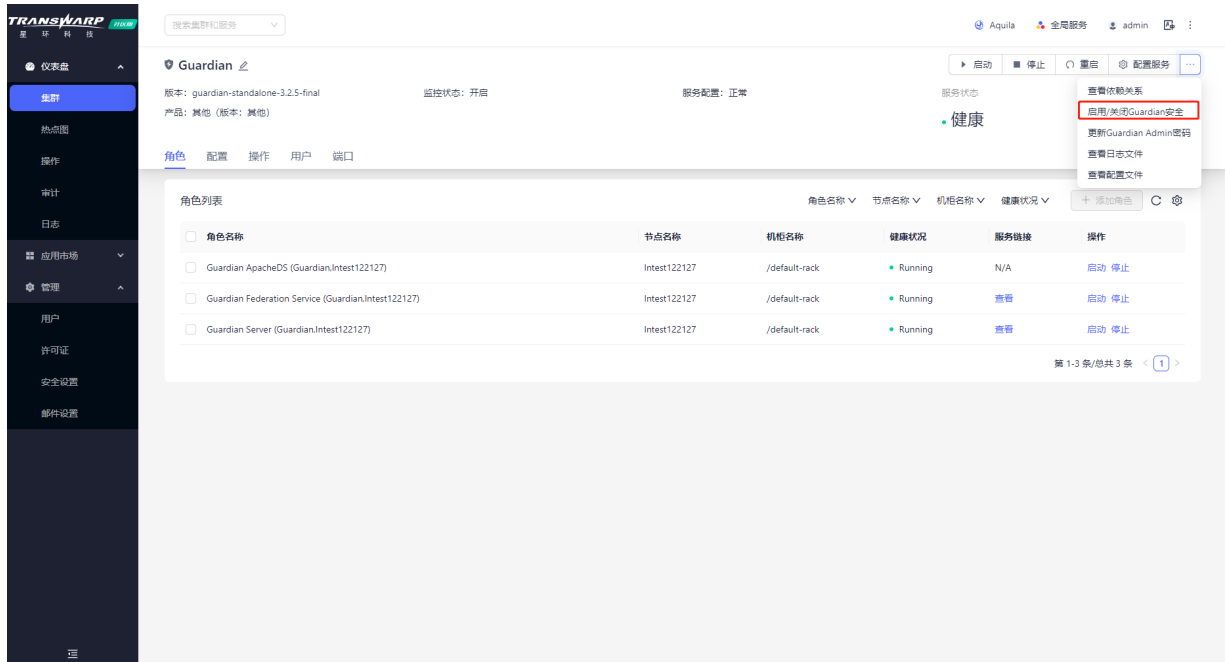 TRANSWARP 社区版
星 环 科 技
搜索集群和服务
Aquila 全局服务 admin
仪表盘
集群
热点图
操作
审计
日志
应用市场
管理
用户
许可证
安全设置
邮件设置
Guardian
启动 停止 重启 配置服务 ...
版本: guardian-standalone-3.2.5-final 监控状态: 开启 服务配置: 正常 服务状态
产品: 其他 (版本: 其他)
健康
查看依赖关系
启用/关闭Guardian安全
更新Guardian Admin密码
查看日志文件
查看配置文件
角色 配置 操作 用户 端口
角色列表 角色名称 节点名称 机柜名称 健康状况 + 添加角色
角色名称 节点名称 机柜名称 健康状况 服务链接 操作
Guardian ApacheDS (Guardian.lntest122127) lntest122127 /default-rack Running N/A 启动 停止
Guardian Federation Service (Guardian.lntest122127) lntest122127 /default-rack Running 查看 启动 停止
Guardian Server (Guardian.lntest122127) lntest122127 /default-rack Running 查看 启动 停止
第 1-3 条/总共 3 条 < 1 >